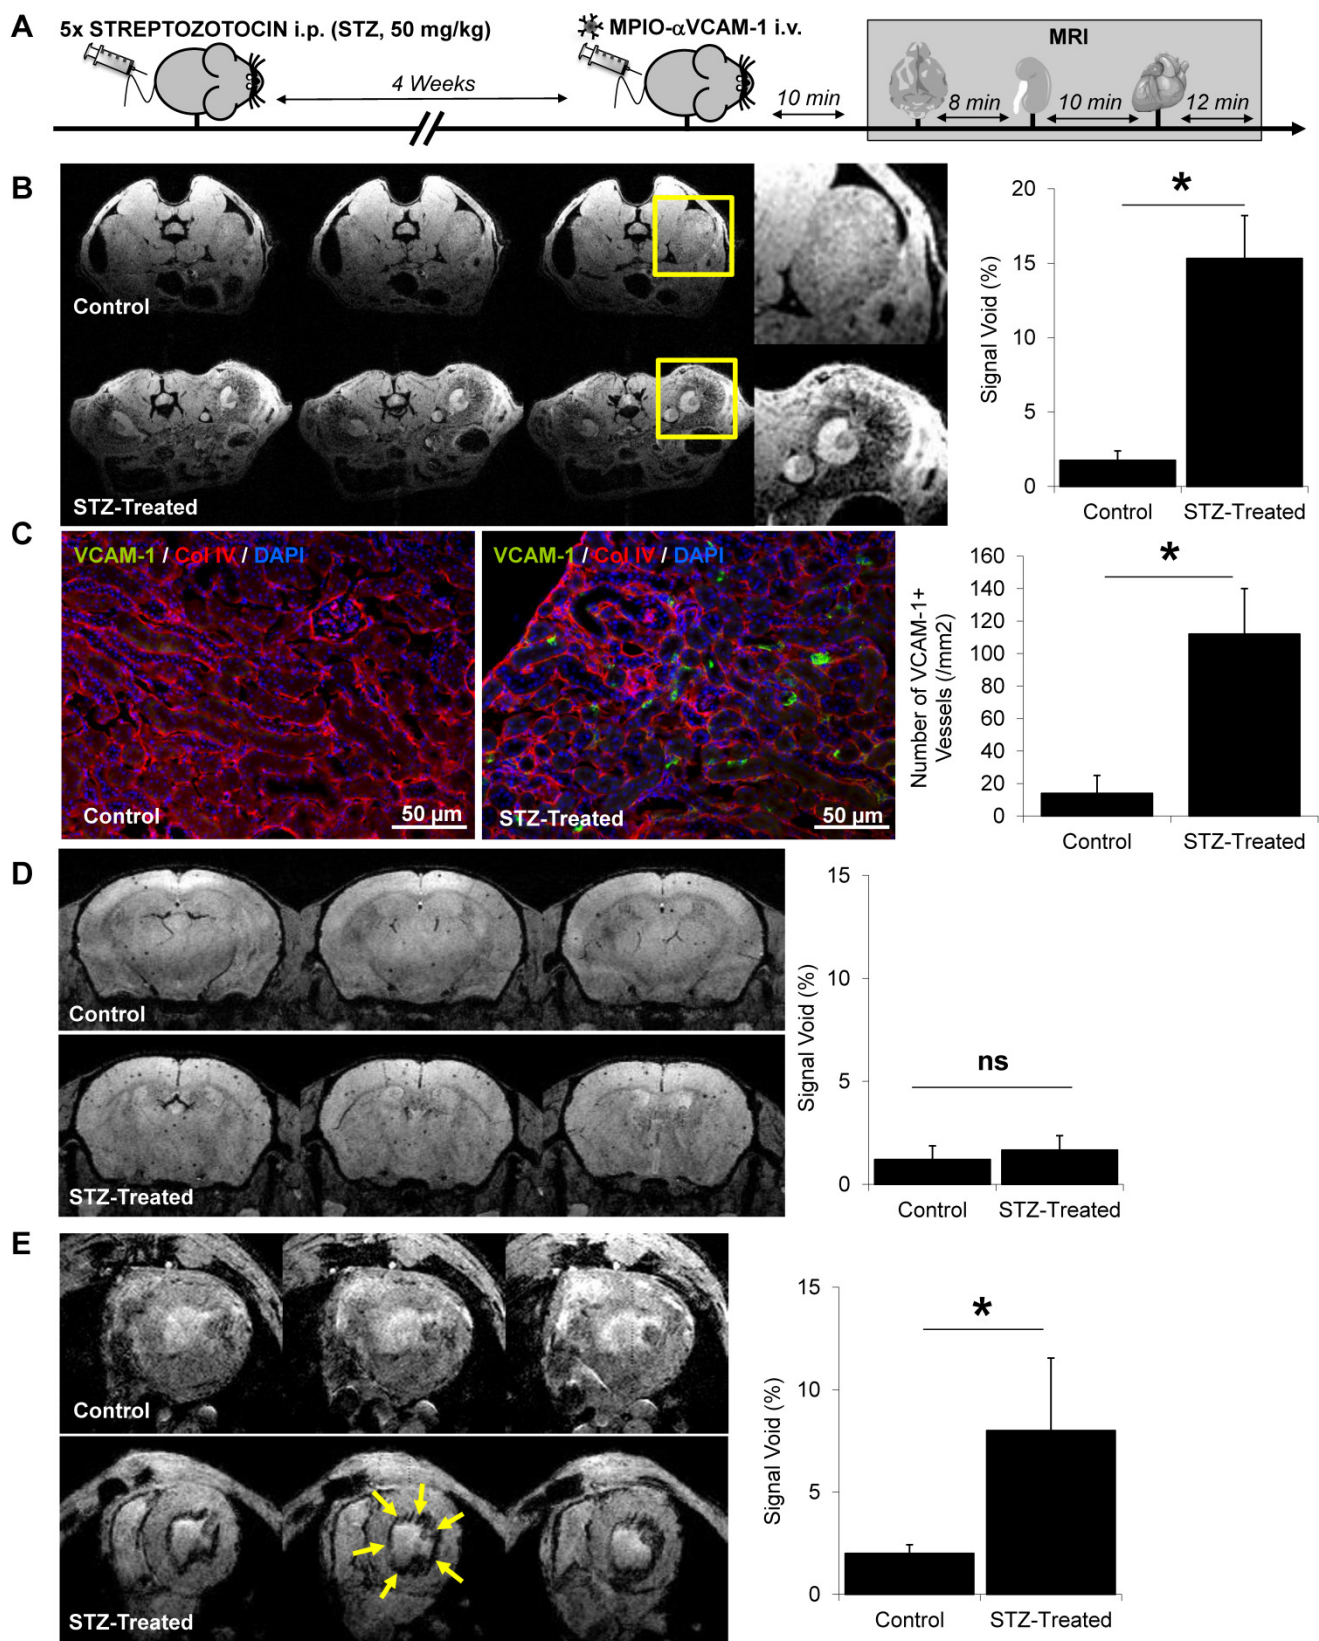 A
5x STREPTOZOTOCIN i.p. (STZ, 50 mg/kg)
MPIO-αVCAM-1 i.v.
MRI
4 Weeks
10 min
8 min
10 min
12 min
B
Control
STZ-Treated
Signal Void (%)
20
15
10
5
0
*
Control
STZ-Treated
C
VCAM-1 / Col IV / DAPI
Control
50 µm
VCAM-1 / Col IV / DAPI
STZ-Treated
50 µm
Number of VCAM-1+
Vessels (/mm2)
160
140
120
100
80
60
40
20
0
*
Control
STZ-Treated
D
Control
STZ-Treated
Signal Void (%)
15
10
5
0
ns
Control
STZ-Treated
E
Control
STZ-Treated
Signal Void (%)
15
10
5
0
*
Control
STZ-Treated